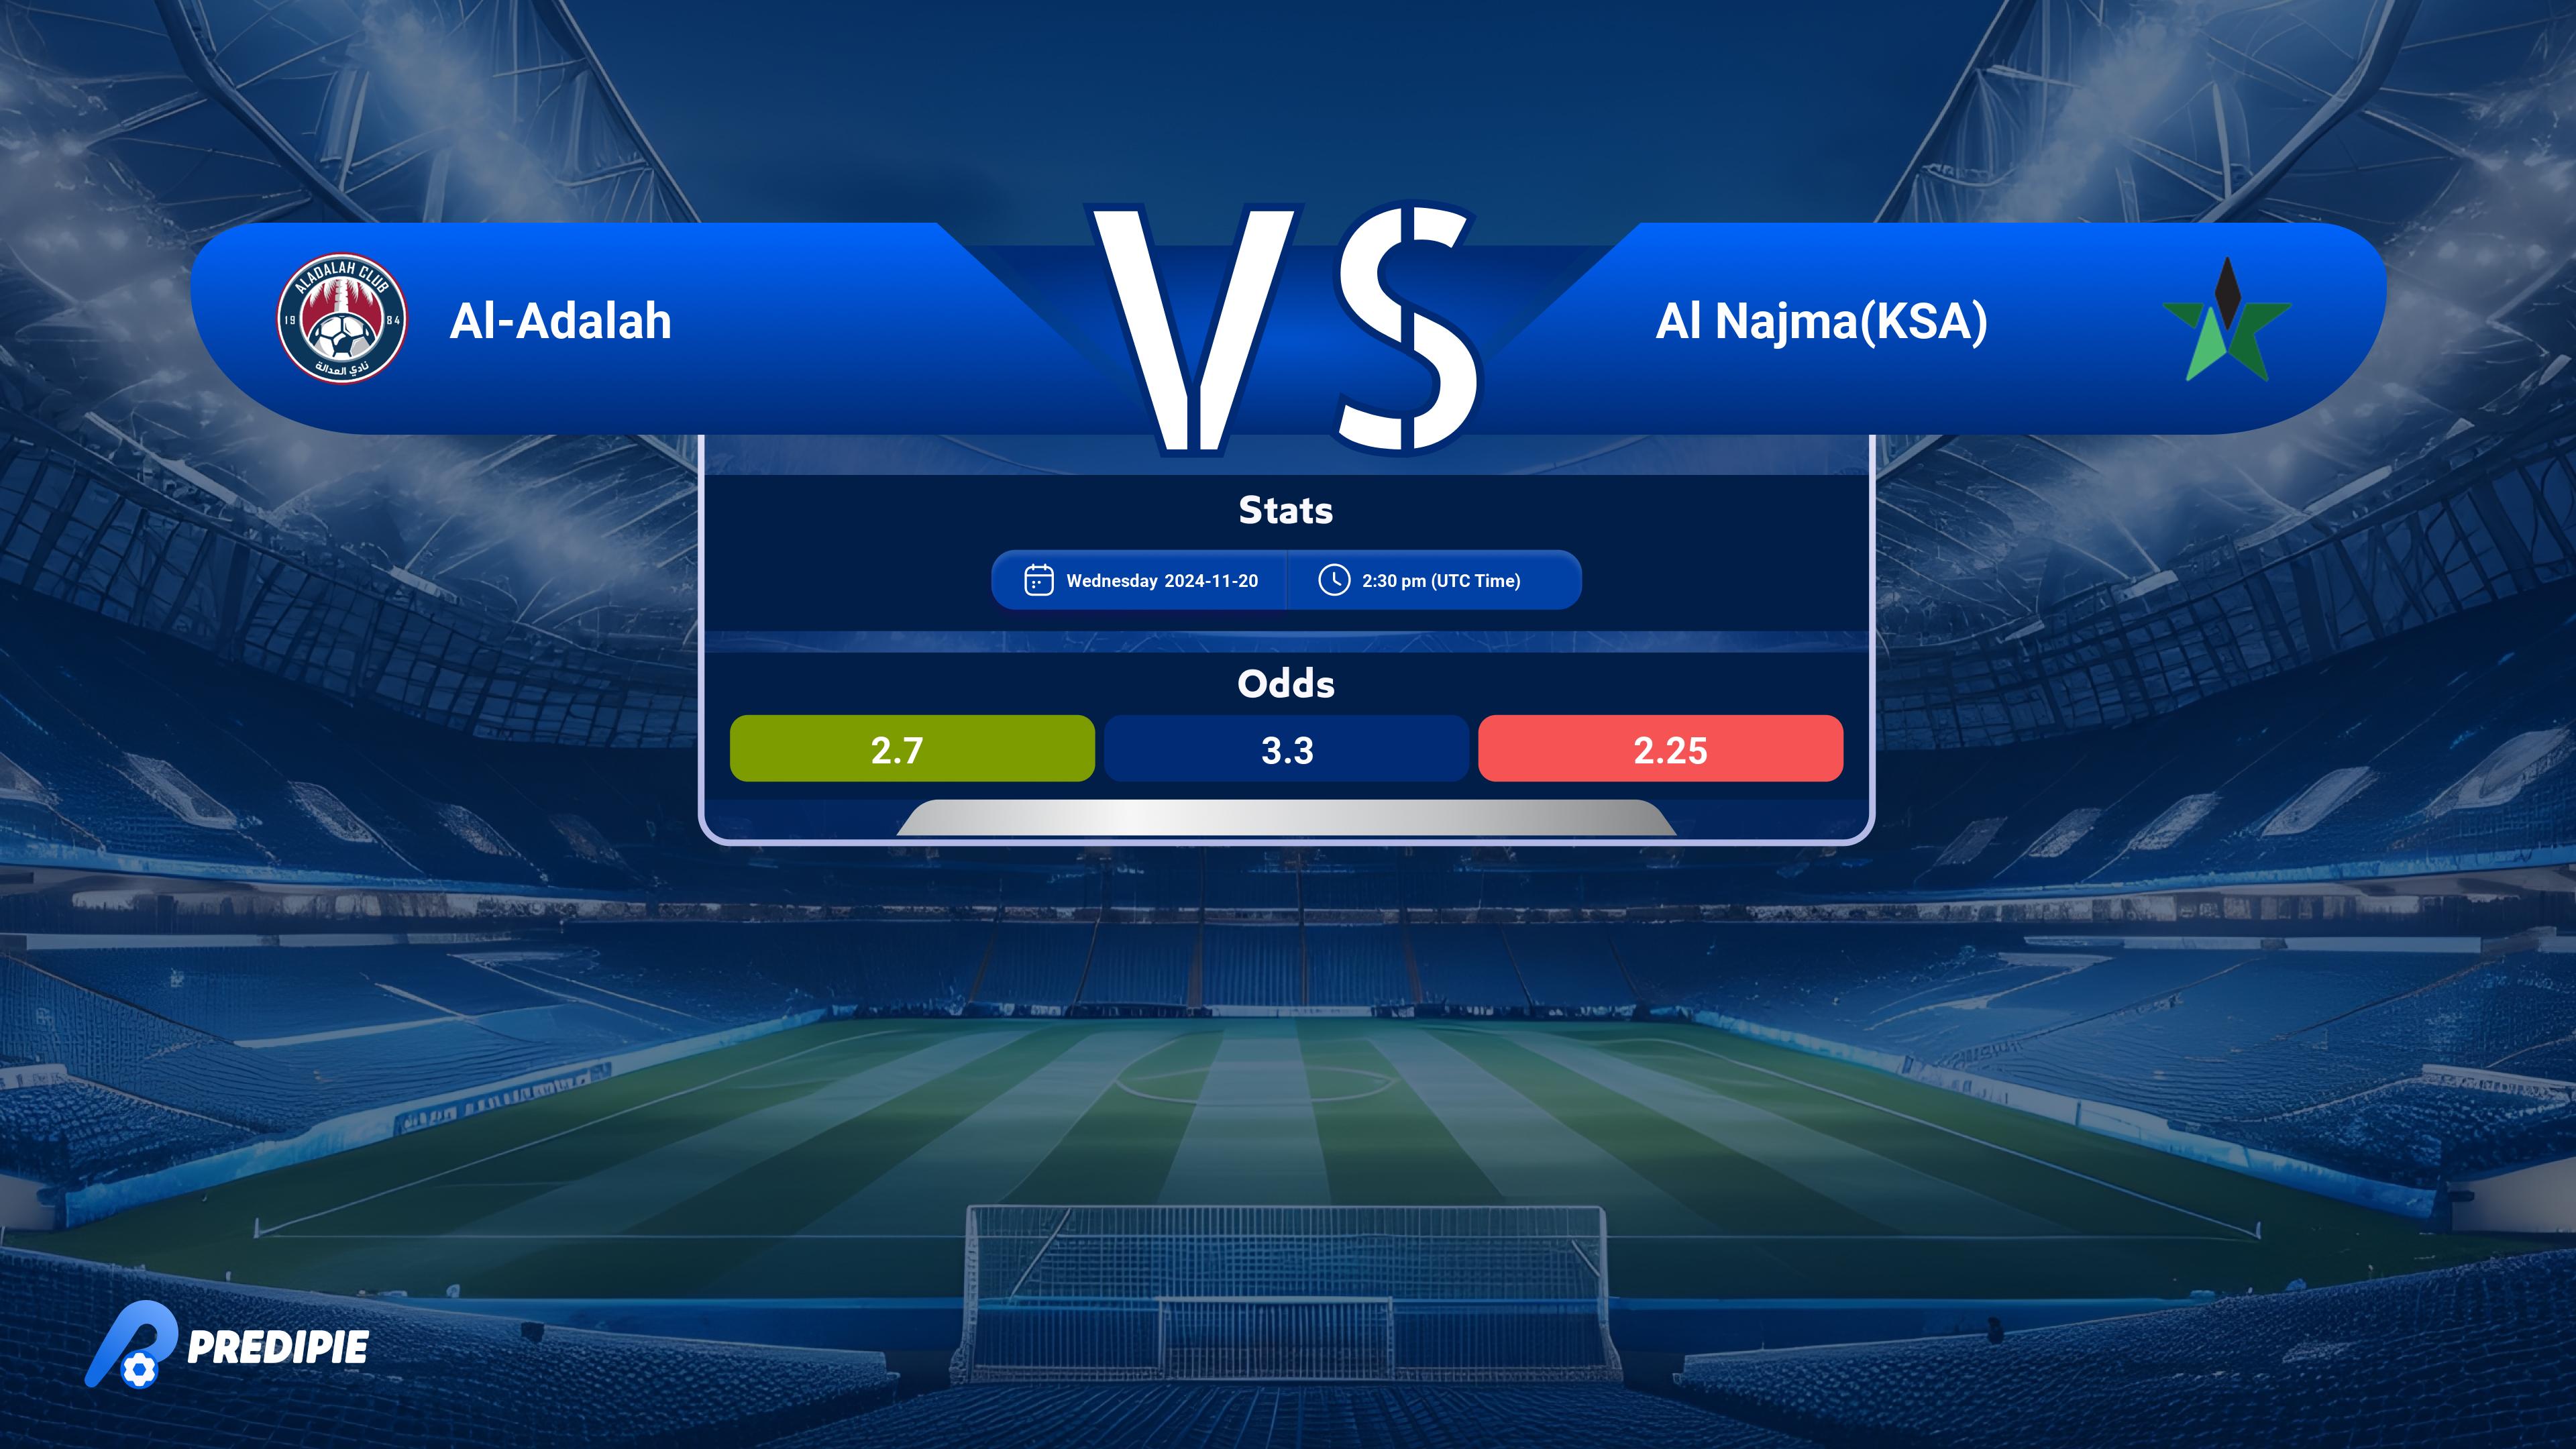 ALADALAH CLUB
19 84
نادي العدالة
Al-Adalah
VS
Al Najma(KSA)
Stats
Wednesday 2024-11-20
2:30 pm (UTC Time)
Odds
2.7
3.3
2.25
PREDIPIE